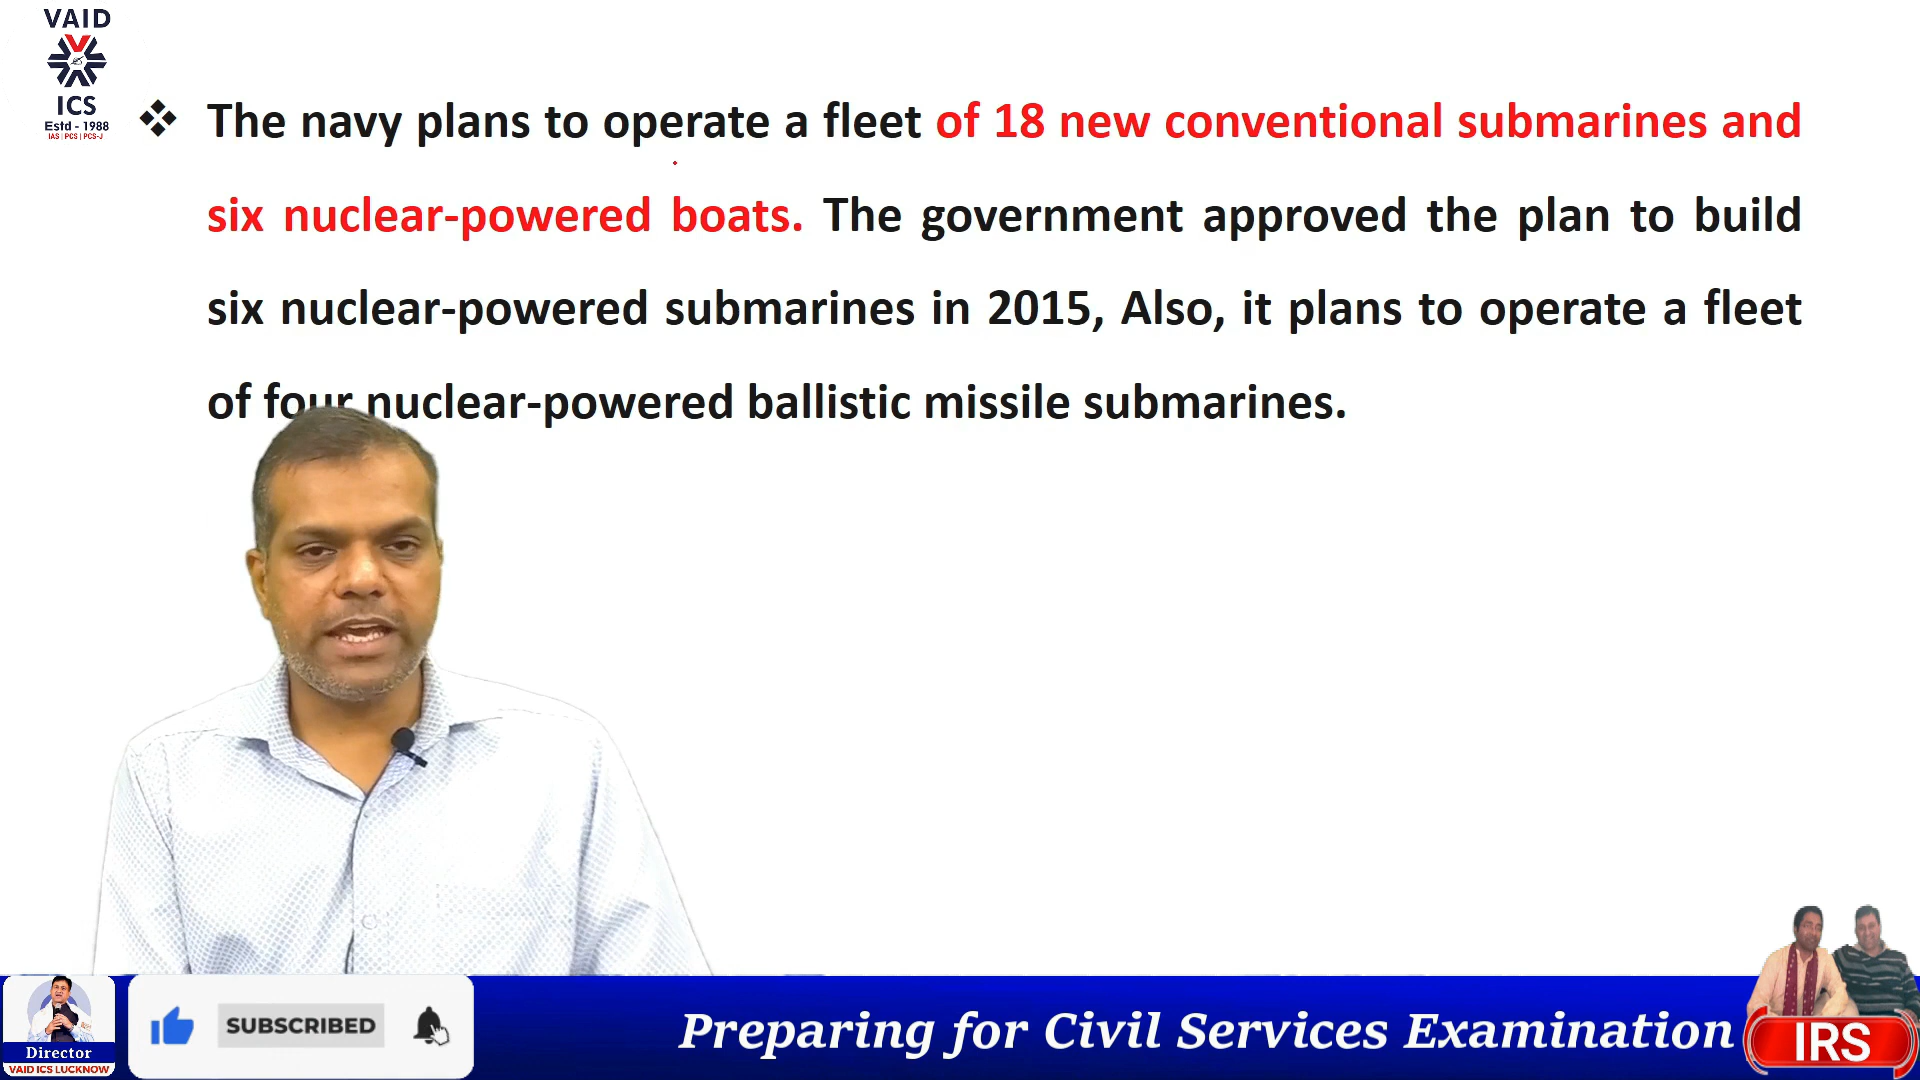 VAID
ICS
Estd - 1988
IAS | PCS | PCS-J
❖ The navy plans to operate a fleet of 18 new conventional submarines and
six nuclear-powered boats. The government approved the plan to build
six nuclear-powered submarines in 2015, Also, it plans to operate a fleet
of four nuclear-powered ballistic missile submarines.
Director
VAID ICS LUCKNOW
SUBSCRIBED
Preparing for Civil Services Examination
IRS